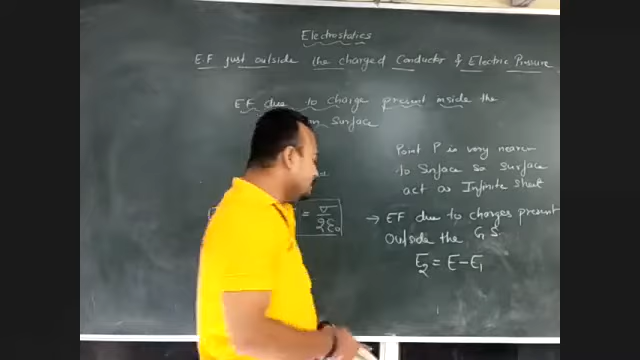 Electrostatics
E.F just outside the charged Conductor & Electric Pressure
E.F due to charge present inside the
surface
Point P is very nearer
to Surface so surface
act as Infinite sheet
= σ/2ε₀
→ EF due to charges present
outside the G.S.
E₂ = E - E₁